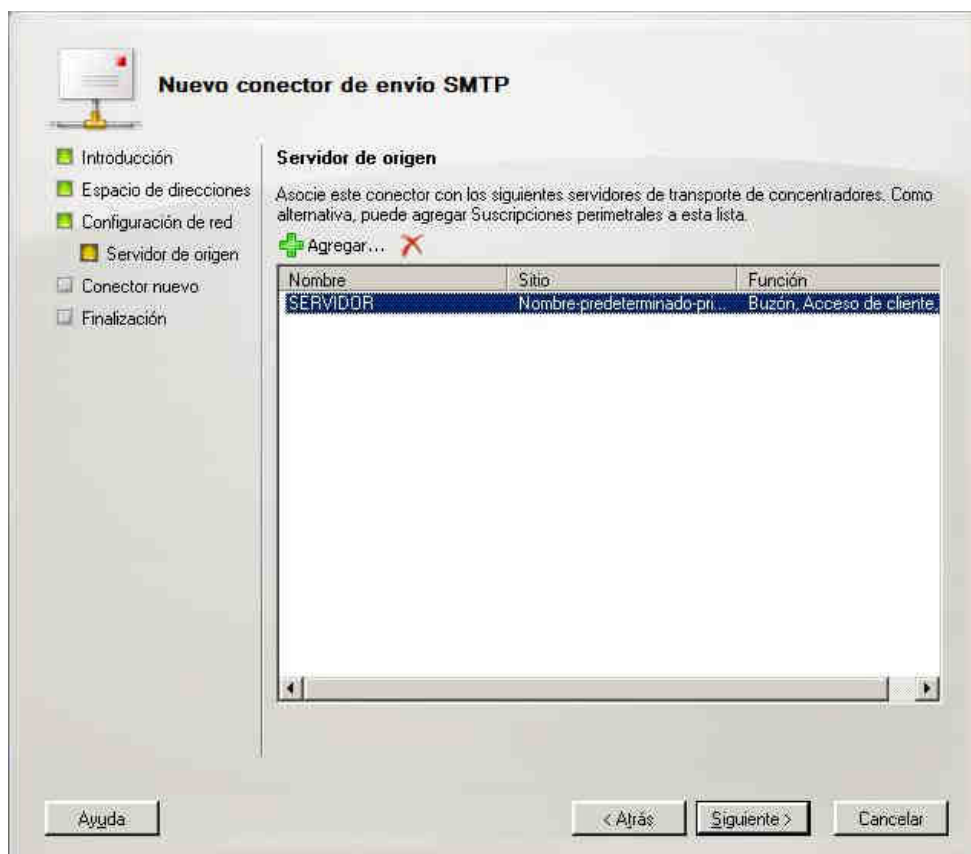 Nuevo conector de envío SMTP
Introducción
Espacio de direcciones
Configuración de red
Servidor de origen
Conector nuevo
Finalización
Servidor de origen
Asocie este conector con los siguientes servidores de transporte de concentradores. Como
alternativa, puede agregar Suscripciones perimetrales a esta lista.
Agregar...
Nombre Sitio Función
SERVIDOR Nombre-predeterminado-pri... Buzón, Acceso de cliente,
Ayuda
< Atrás
Siguiente >
Cancelar